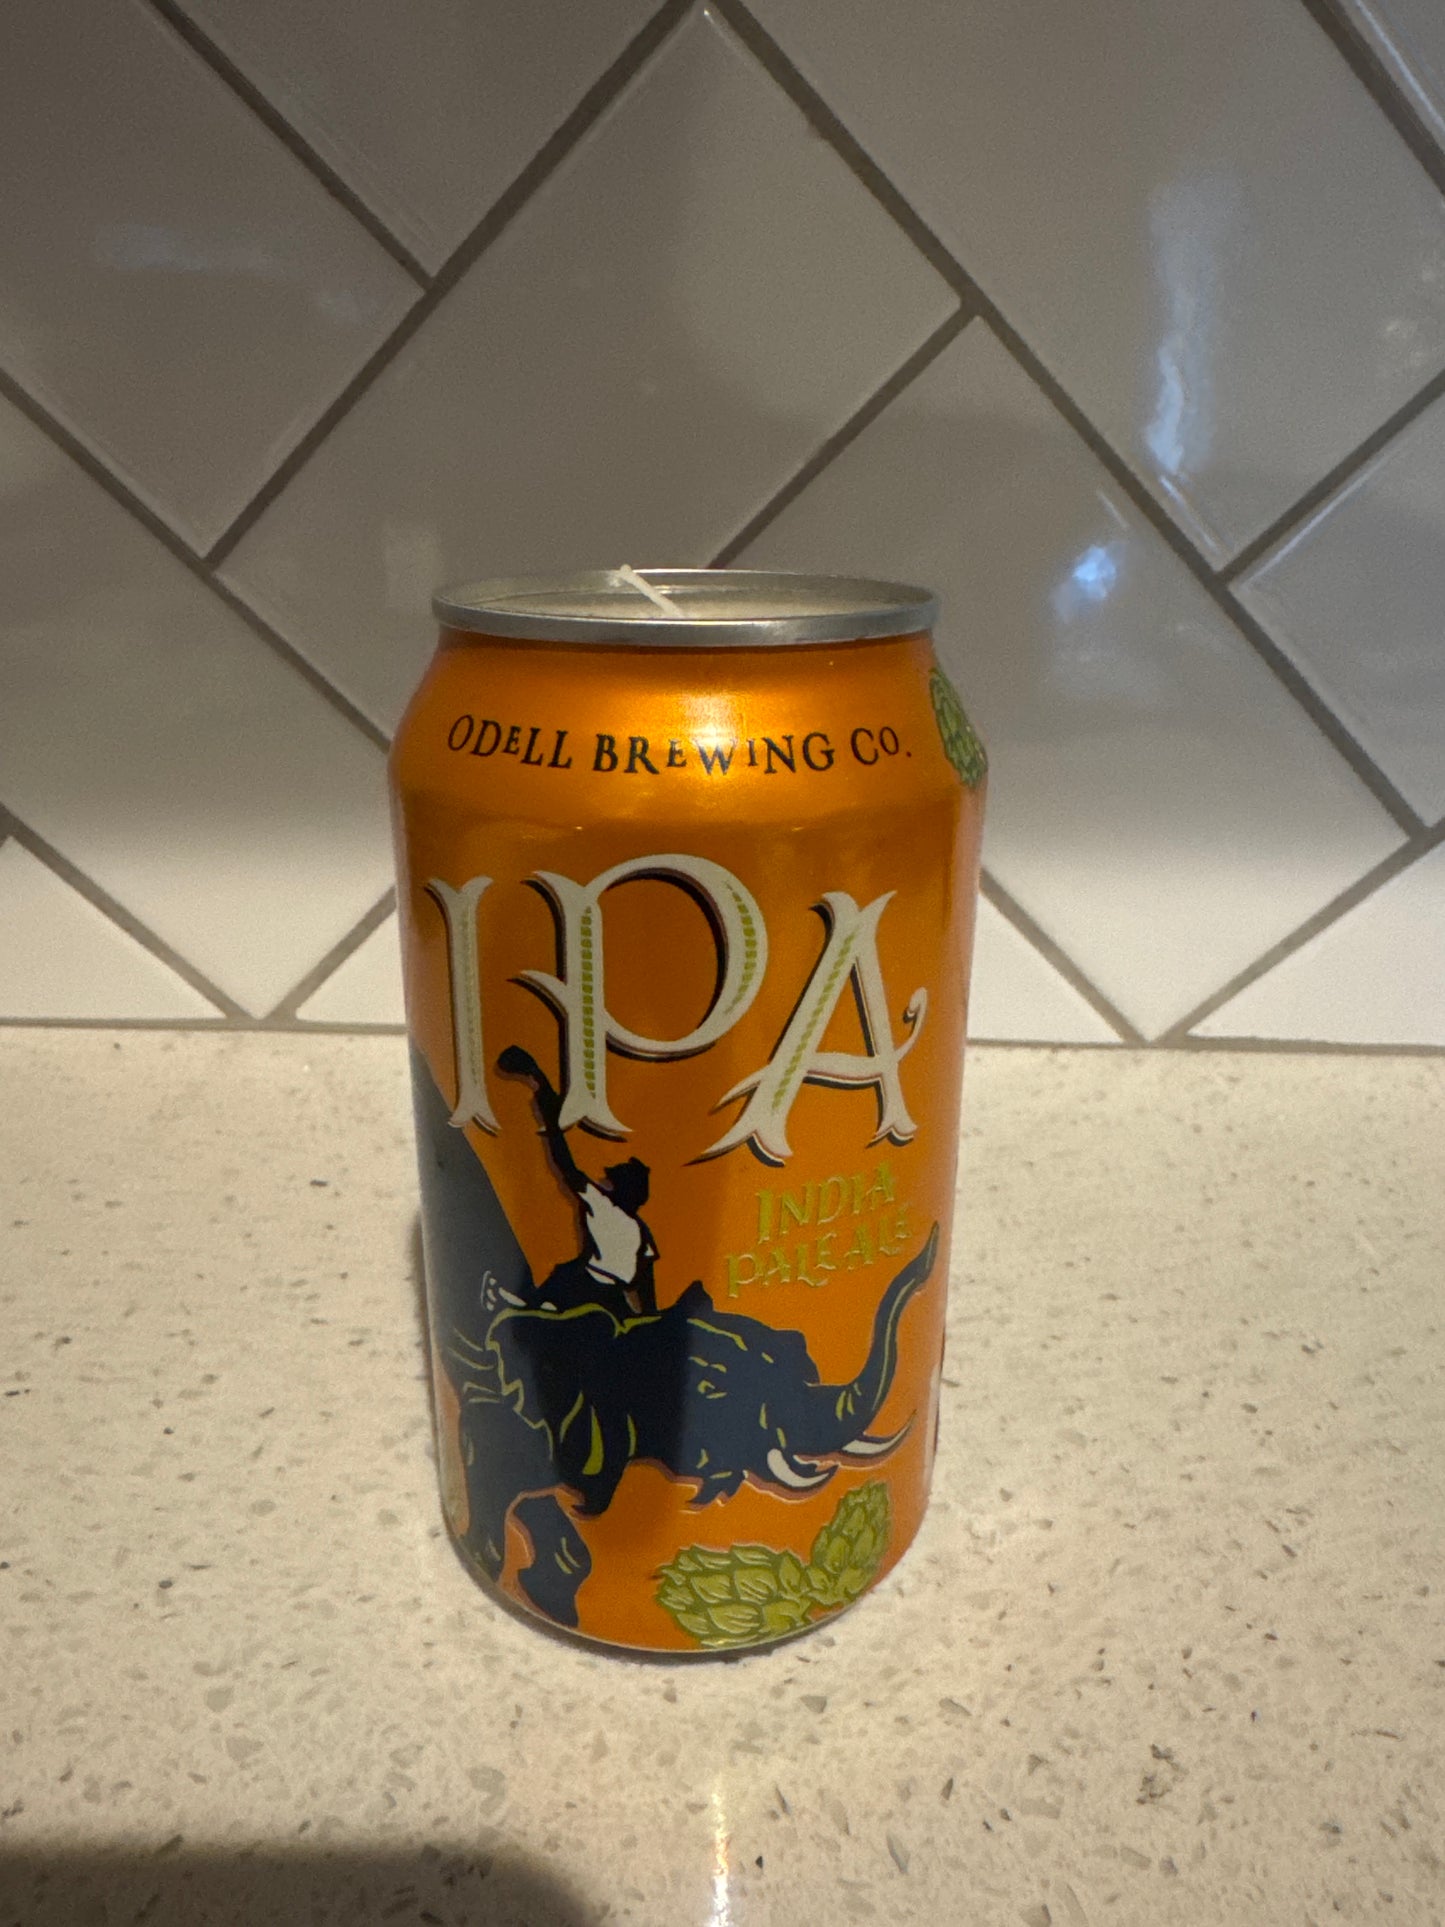 ODELL BREWING CO.
IPA
INDIA
PALE ALE